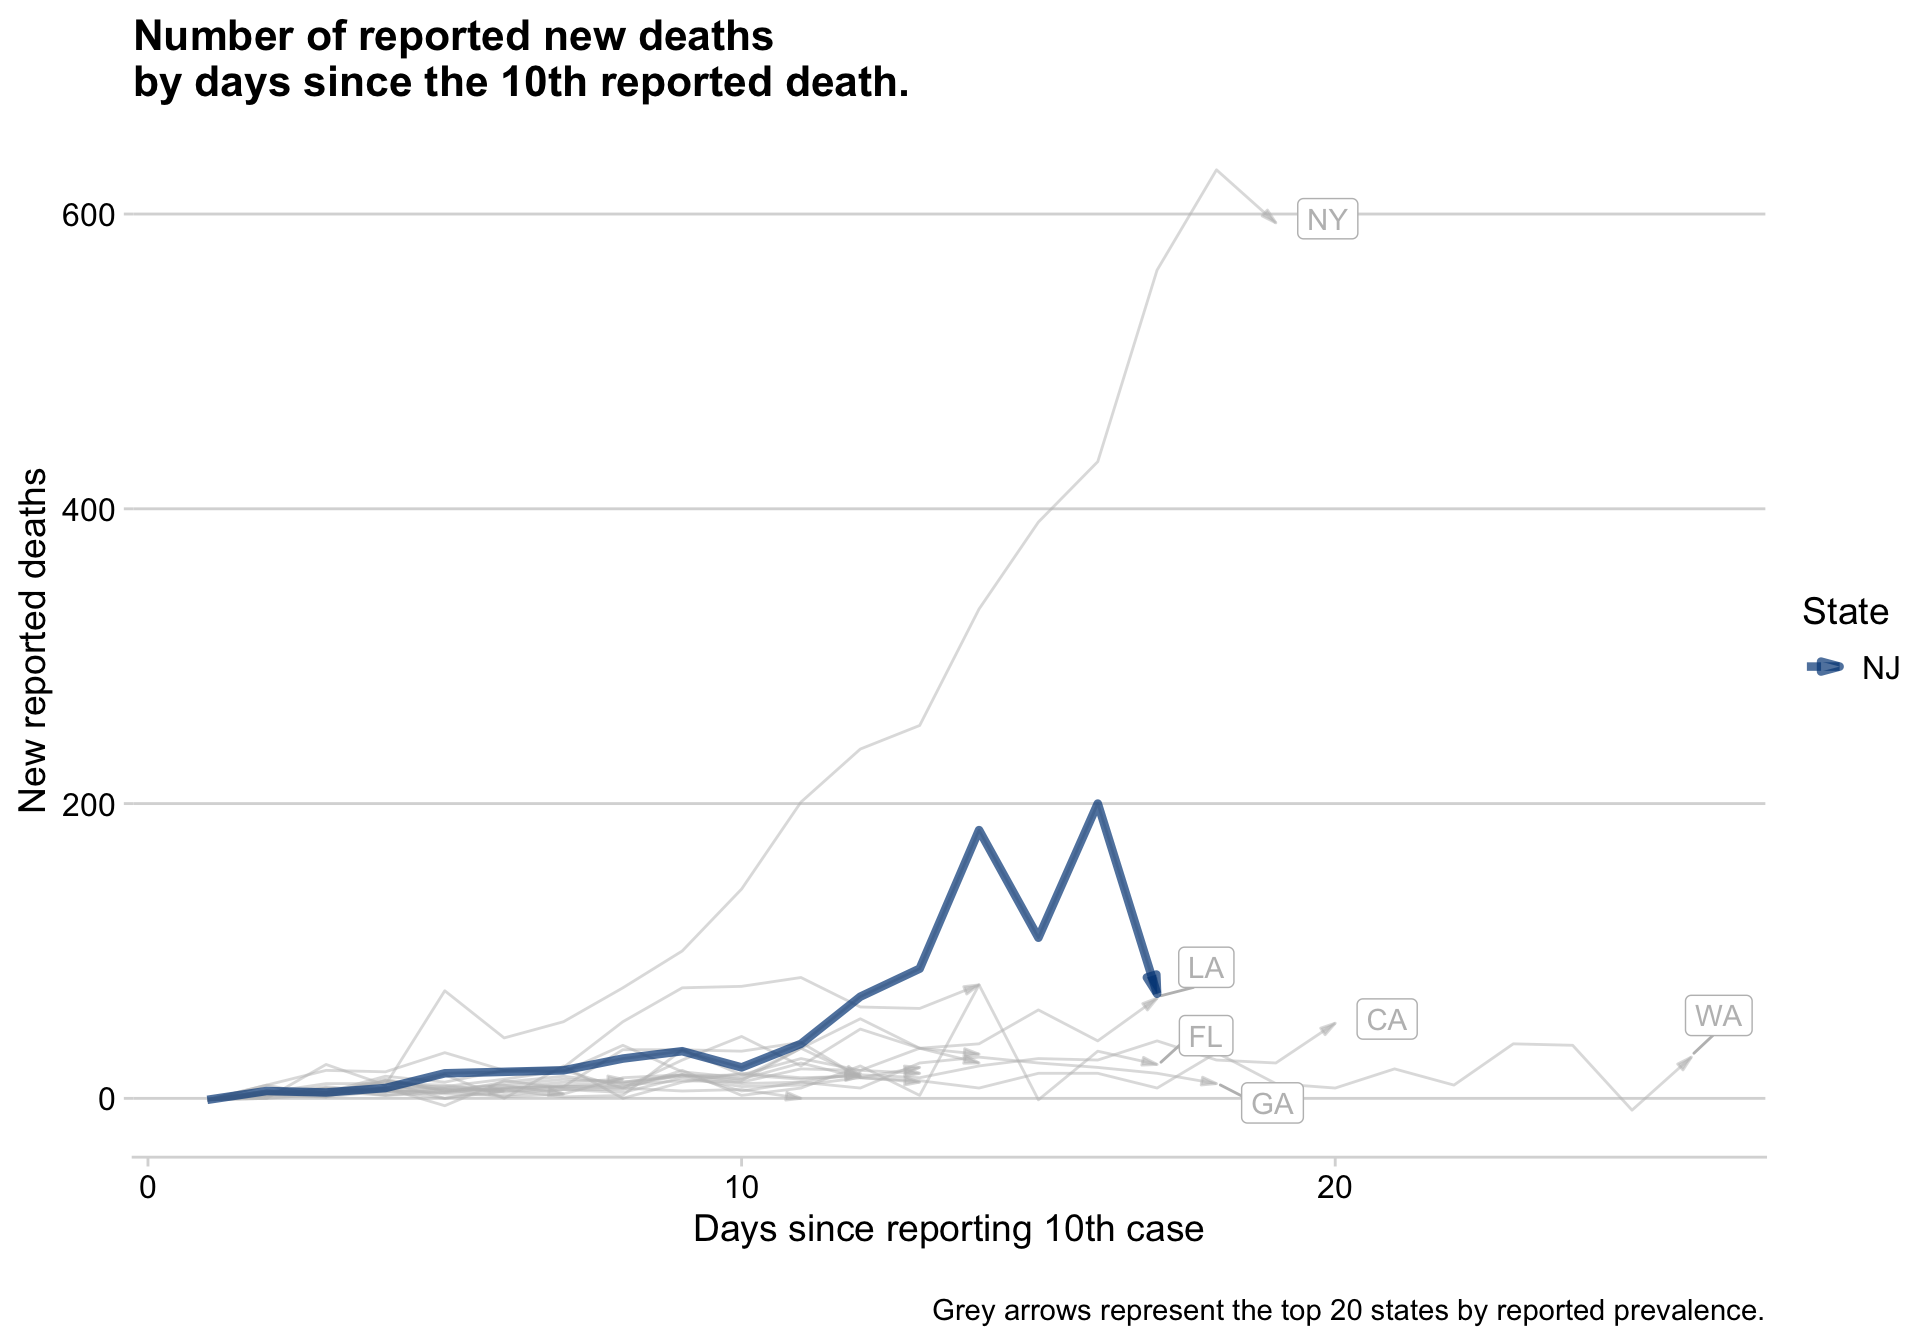 Number of reported new deaths
by days since the 10th reported death.
New reported deaths
600
400
200
0
NY
LA
FL
CA
WA
GA
State
NJ
0
10
20
Days since reporting 10th case
Grey arrows represent the top 20 states by reported prevalence.